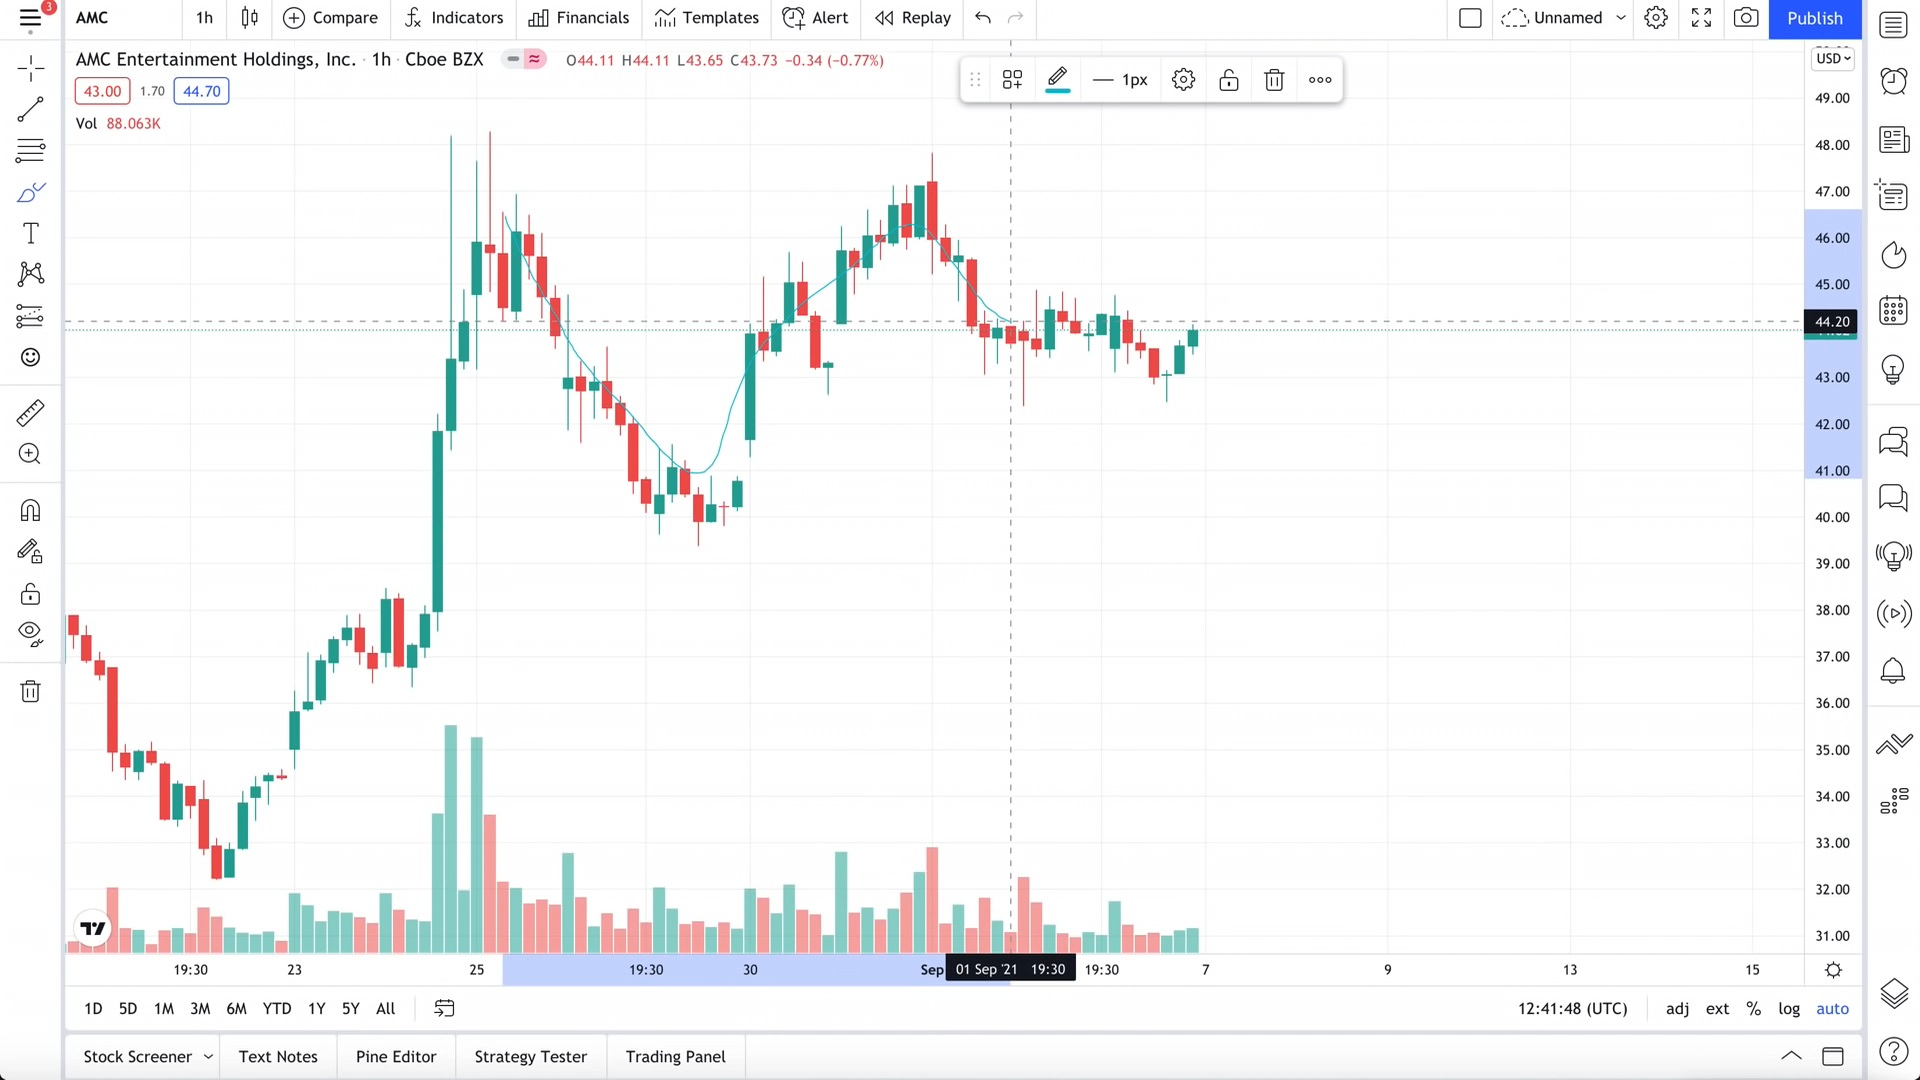 3
AMC
1h
Compare
Indicators
Financials
Templates
Alert
Replay
Unnamed
Publish
AMC Entertainment Holdings, Inc. · 1h · Cboe BZX
O44.11 H44.11 L43.65 C43.73 −0.34 (−0.77%)
43.00 1.70 44.70
Vol 88.063K
1px
USD
49.00
48.00
47.00
46.00
45.00
44.20
43.00
42.00
41.00
40.00
39.00
38.00
37.00
36.00
35.00
34.00
33.00
32.00
31.00
19:30 23 25 19:30 30 Sep 01 Sep '21 19:30 19:30 7 9 13 15
1D 5D 1M 3M 6M YTD 1Y 5Y All
12:41:48 (UTC) adj ext % log auto
Stock Screener Text Notes Pine Editor Strategy Tester Trading Panel